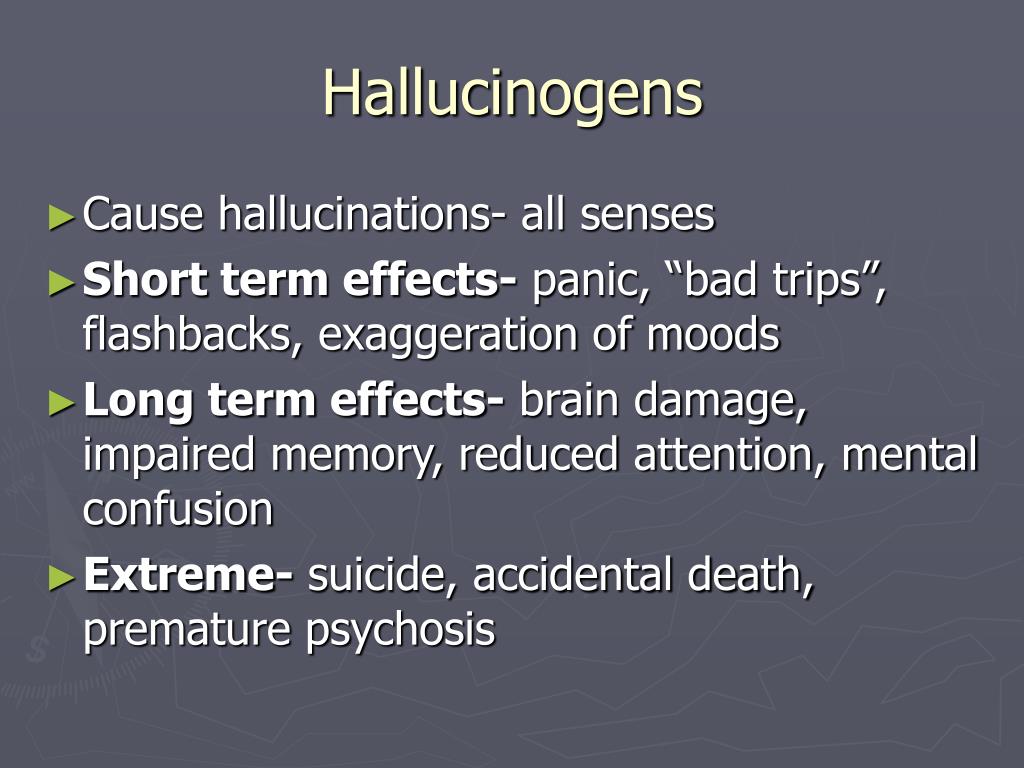 Hallucinogens
► Cause hallucinations- all senses
► Short term effects- panic, “bad trips”,
flashbacks, exaggeration of moods
► Long term effects- brain damage,
impaired memory, reduced attention, mental
confusion
► Extreme- suicide, accidental death,
premature psychosis